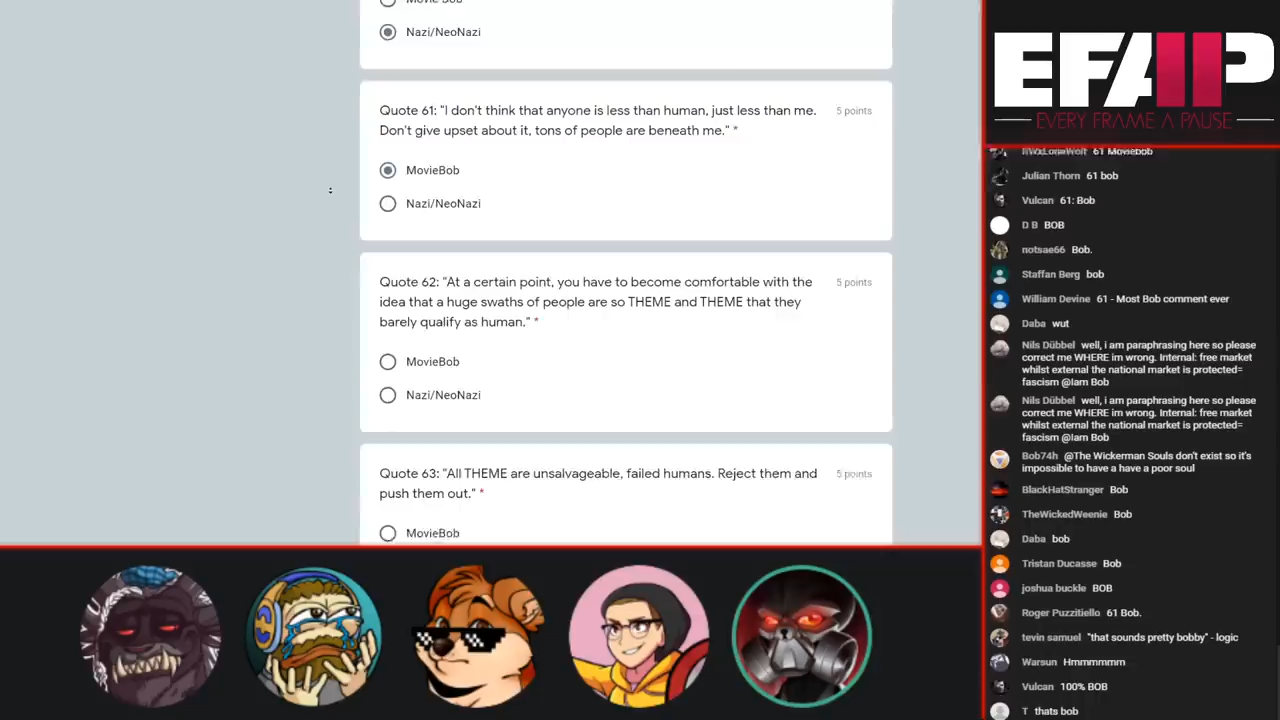 Nazi/NeoNazi
Quote 61: "I don't think that anyone is less than human, just less than me.
Don't give upset about it, tons of people are beneath me." *
5 points
MovieBob
Nazi/NeoNazi
Quote 62: "At a certain point, you have to become comfortable with the
idea that a huge swaths of people are so THEME and THEME that they
barely qualify as human." *
5 points
MovieBob
Nazi/NeoNazi
Quote 63: "All THEME are unsalvageable, failed humans. Reject them and
push them out." *
5 points
MovieBob
EFAP
EVERY FRAME A PAUSE
61 Moviebob
Julian Thorn 61 bob
Vulcan 61: Bob
D B BOB
notsae66 Bob.
Staffan Berg bob
William Devine 61 - Most Bob comment ever
Daba wut
Nils Dübbel well, i am paraphrasing here so please
correct me WHERE im wrong. Internal: free market
whilst external the national market is protected=
fascism @Iam Bob
Nils Dübbel well, i am paraphrasing here so please
correct me WHERE im wrong. Internal: free market
whilst external the national market is protected=
fascism @Iam Bob
Bob74h @The Wickerman Souls don't exist so it's
impossible to have a have a poor soul
BlackHatStranger Bob
TheWickedWeenie Bob
Daba bob
Tristan Ducasse Bob
joshua buckle BOB
Roger Puzzitiello 61 Bob.
tevin samuel "that sounds pretty bobby" - logic
Warsun Hmmmmmm
Vulcan 100% BOB
T thats bob